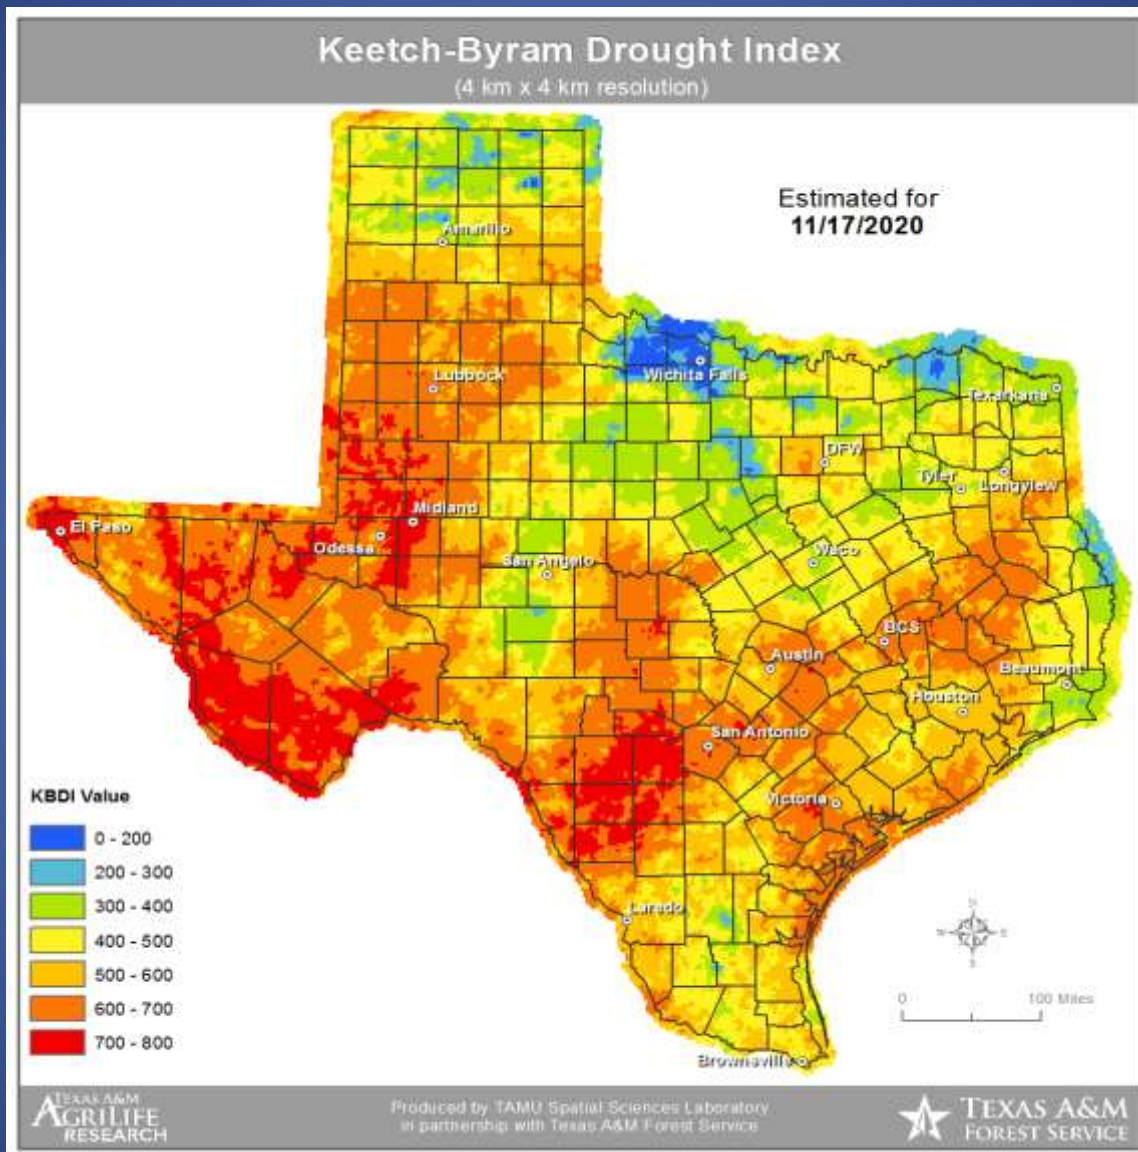 Keetch-Byram Drought Index
(4 km x 4 km resolution)
Estimated for
11/17/2020
Amarillo
Wichita Falls
Lubbock
Texarkana
DFW
Tyler
Longview
El Paso
Midland
Odessa
San Angelo
Waco
BCS
Austin
Beaumont
Houston
San Antonio
Victoria
Laredo
Brownsville
KBDI Value
0 - 200
200 - 300
300 - 400
400 - 500
500 - 600
600 - 700
700 - 800
N
W
E
S
0 100 Miles
TEXAS A&M
AGRILIFE
RESEARCH
Produced by TAMU Spatial Sciences Laboratory
in partnership with Texas A&M Forest Service
TEXAS A&M
FOREST SERVICE